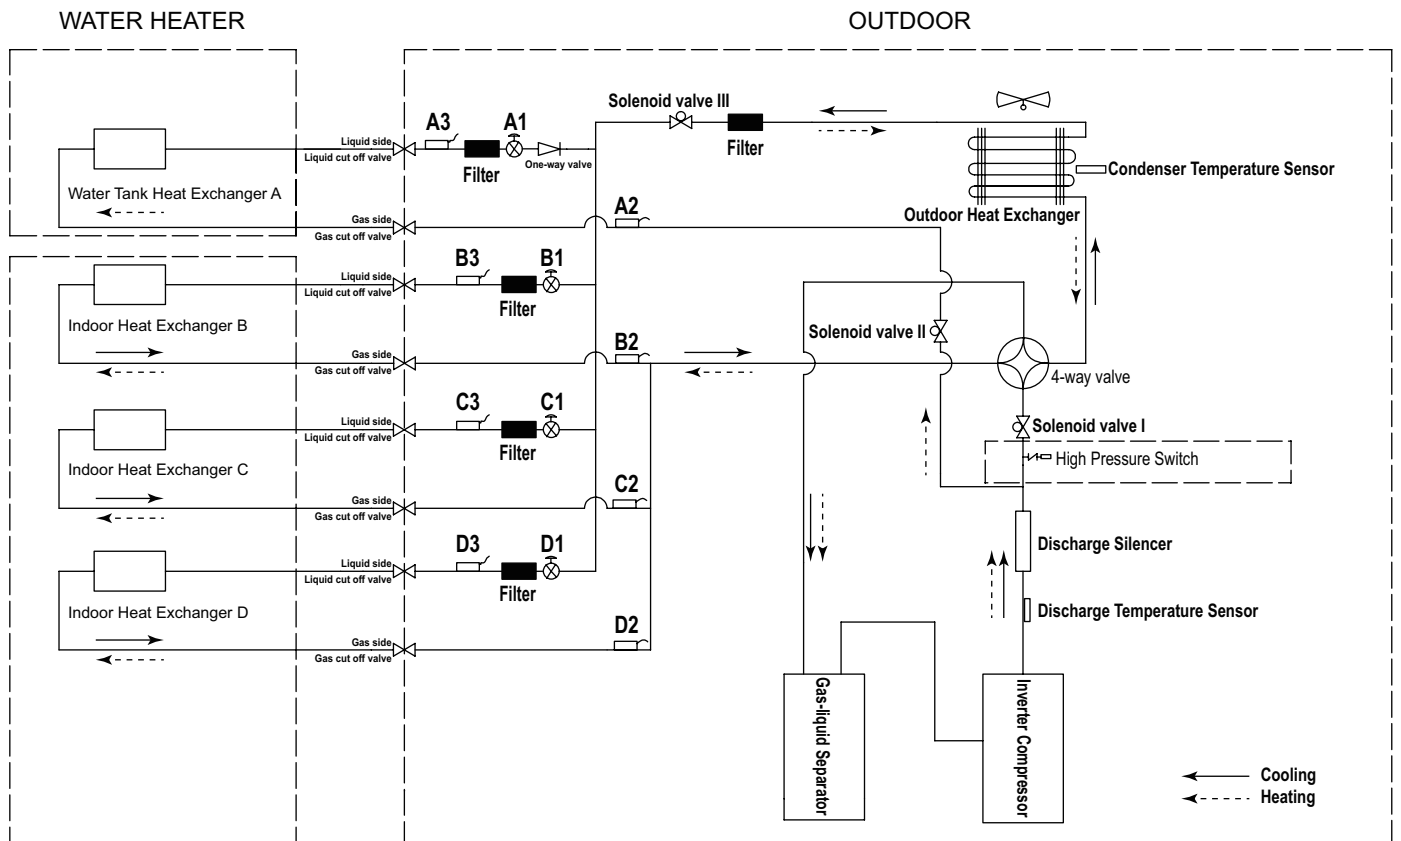 WATER HEATER
OUTDOOR
Solenoid valve III
A3
A1
Liquid side
Liquid cut off valve
Filter
One-way valve
Filter
Condenser Temperature Sensor
Water Tank Heat Exchanger A
A2
Outdoor Heat Exchanger
Gas side
Gas cut off valve
B3
B1
Liquid side
Liquid cut off valve
Filter
Indoor Heat Exchanger B
Solenoid valve II
B2
Gas side
Gas cut off valve
4-way valve
C3
C1
Liquid side
Liquid cut off valve
Solenoid valve I
Filter
High Pressure Switch
Indoor Heat Exchanger C
C2
Gas side
Gas cut off valve
D3
D1
Discharge Silencer
Liquid side
Liquid cut off valve
Filter
Indoor Heat Exchanger D
Discharge Temperature Sensor
D2
Gas side
Gas cut off valve
Gas-liquid Separator
Inverter Compressor
Cooling
Heating